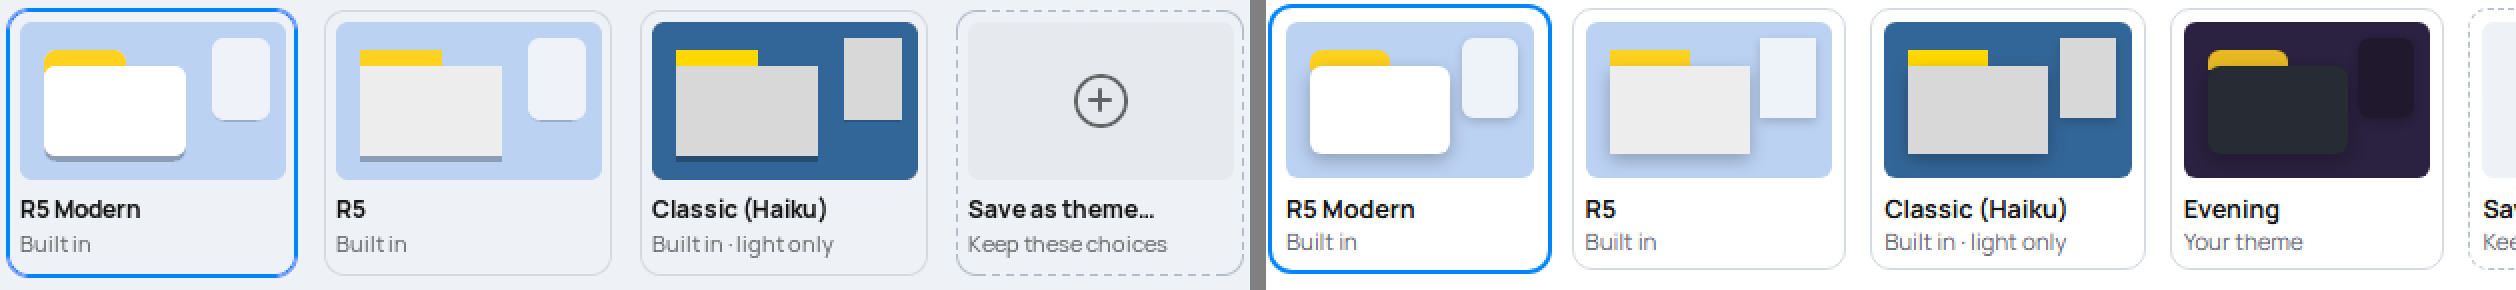 R5 Modern
Built in
R5
Built in
Classic (Haiku)
Built in · light only
Save as theme...
Keep these choices
R5 Modern
Built in
R5
Built in
Classic (Haiku)
Built in · light only
Evening
Your theme